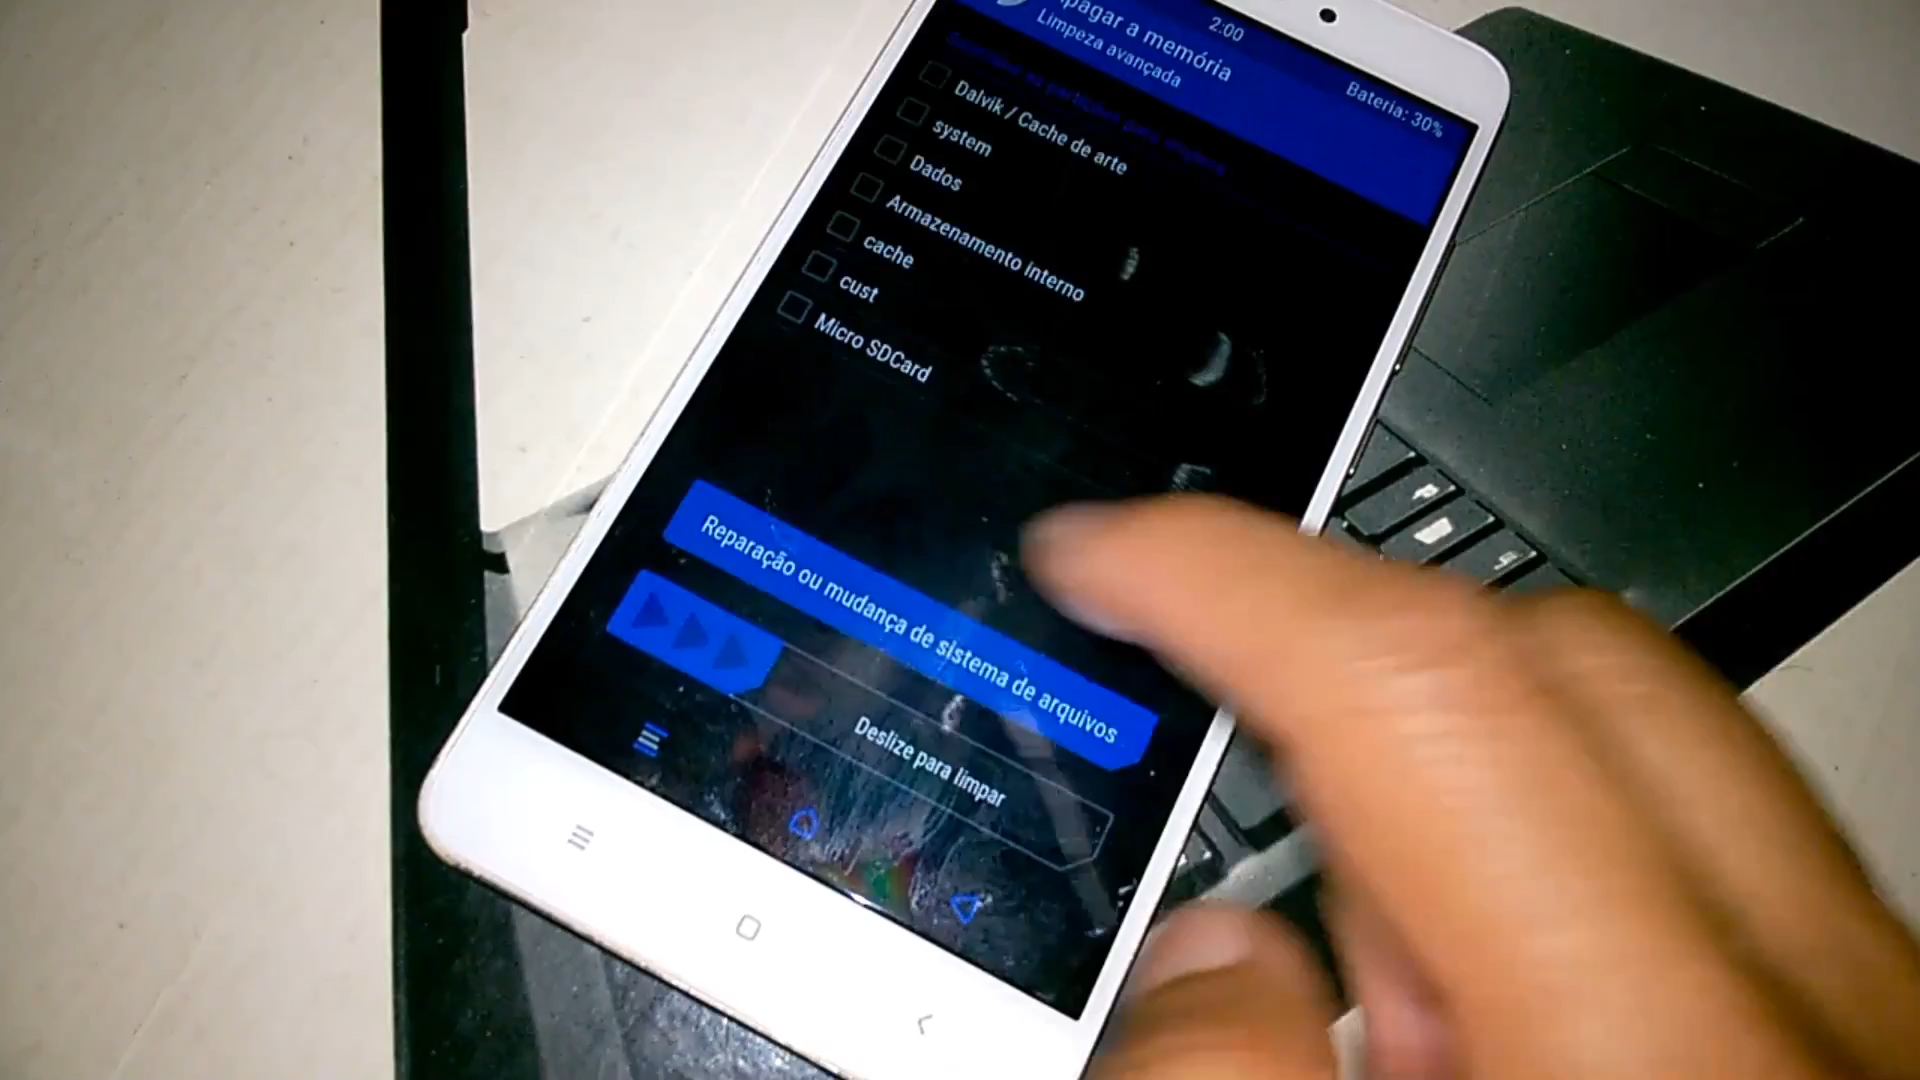 2:00
Bateria: 30%
pagar a memória
Limpeza avançada
Dalvik / Cache de arte
system
Dados
Armazenamento interno
cache
cust
Micro SDCard
Reparação ou mudança de sistema de arquivos
Deslize para limpar